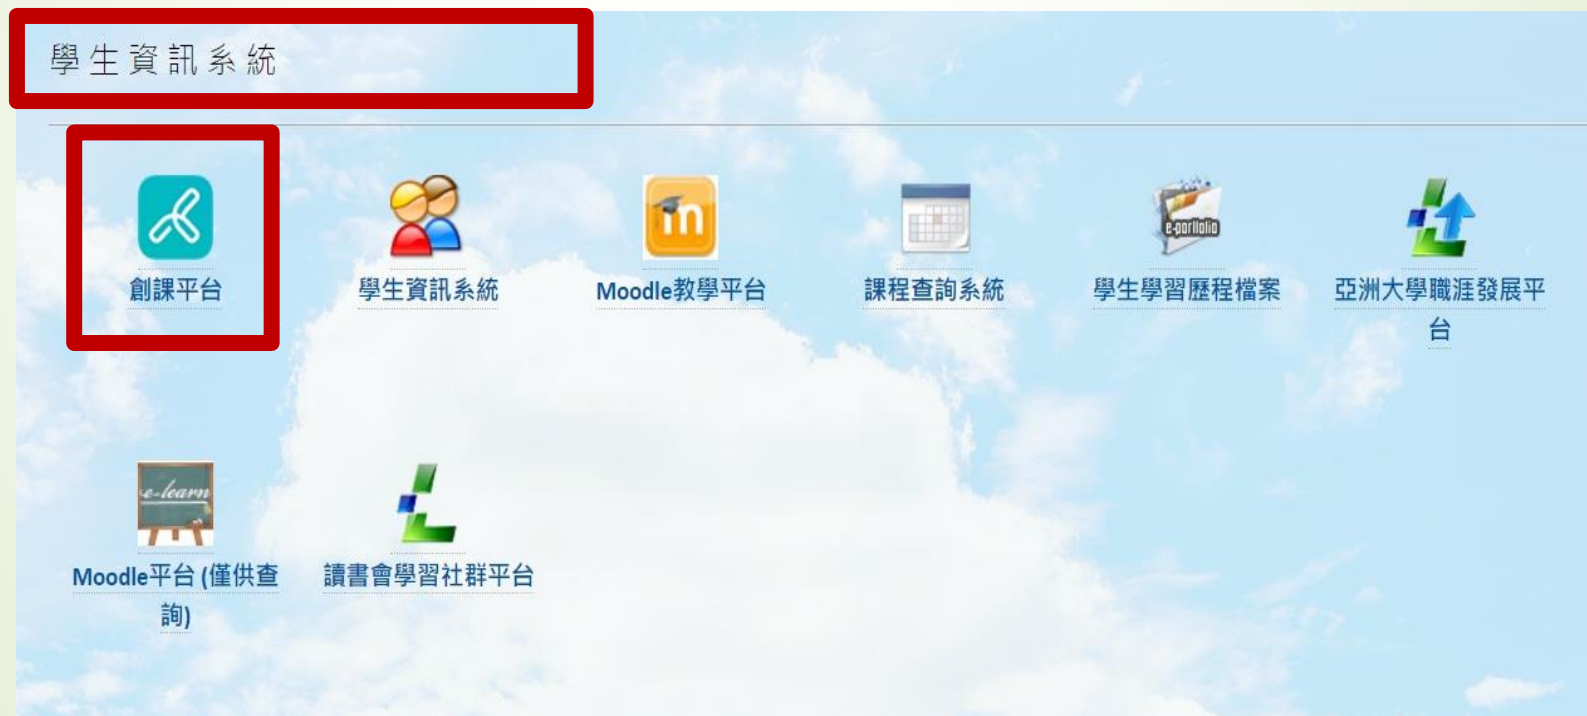 學生資訊系統
m
e-portfolio
創課平台
學生資訊系統
Moodle教學平台
課程查詢系統
學生學習歷程檔案
亞洲大學職涯發展平
台
e-learn
Moodle平台 (僅供查
詢)
讀書會學習社群平台